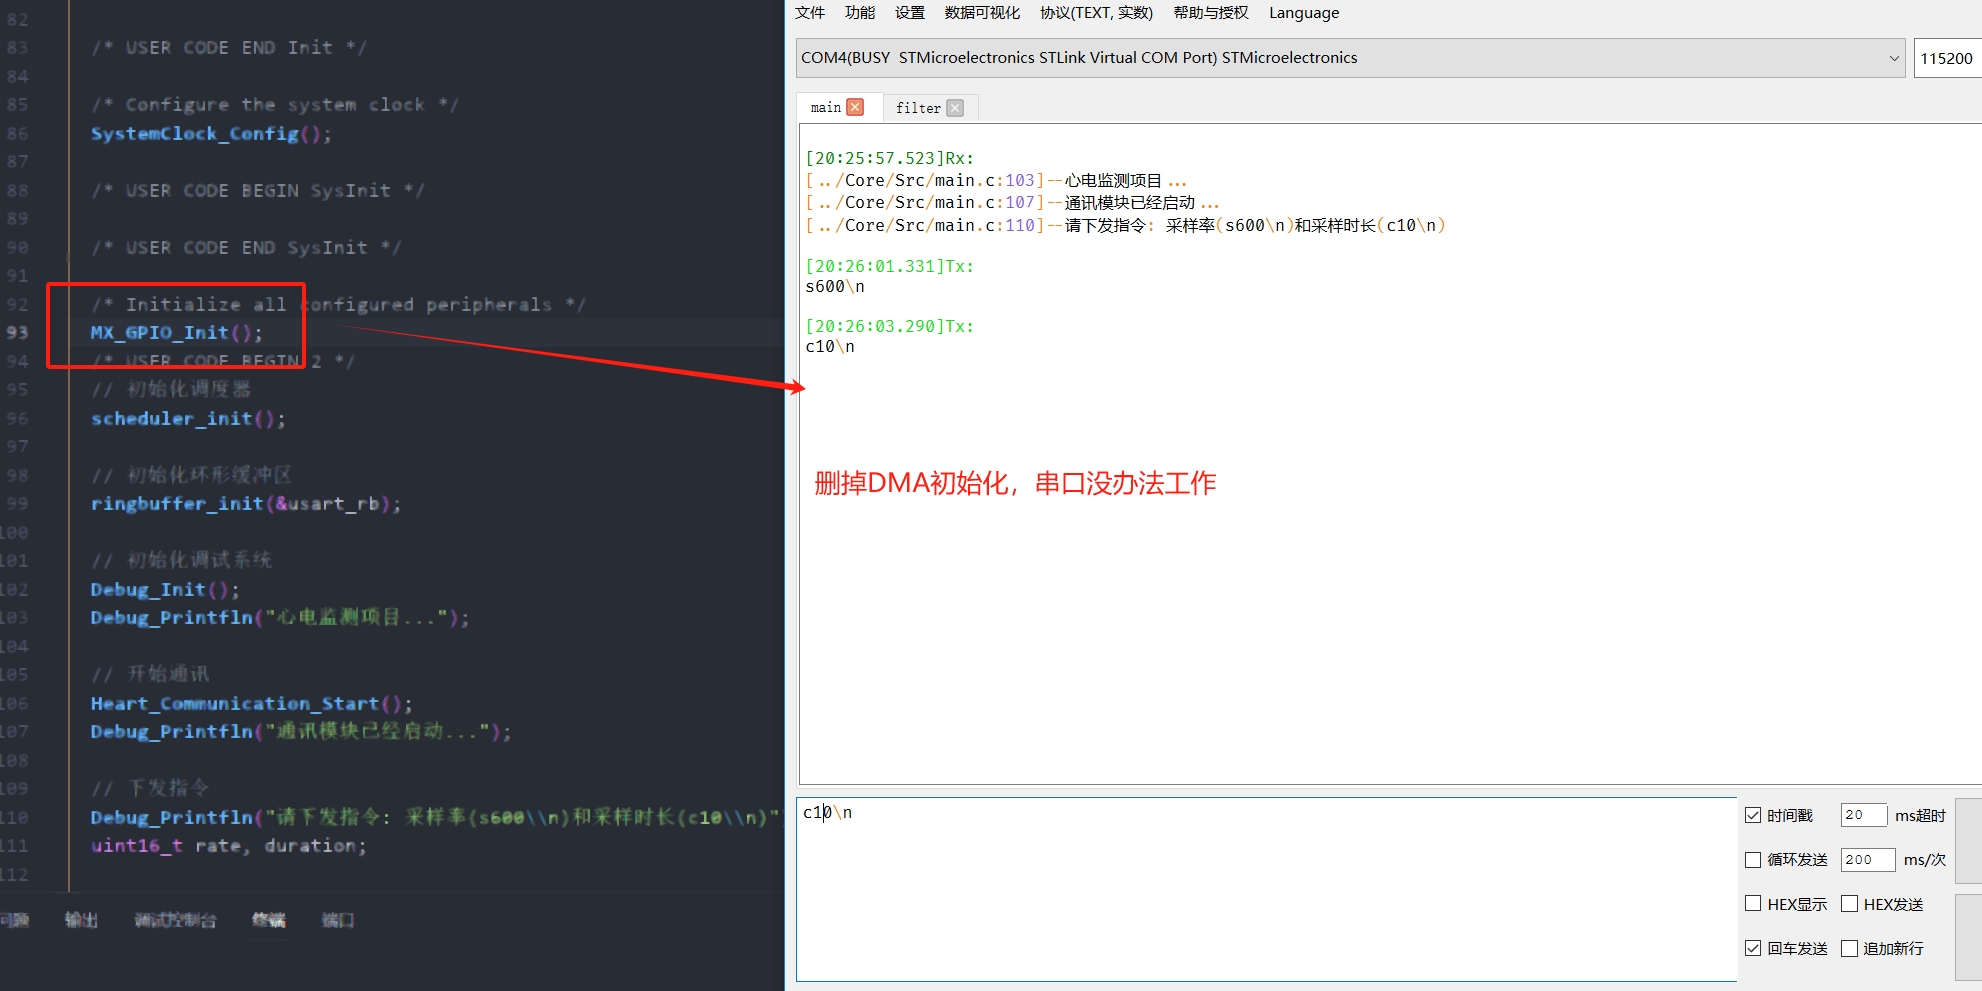 82
83 /* USER CODE END Init */
84
85 /* Configure the system clock */
86 SystemClock_Config();
87
88 /* USER CODE BEGIN SysInit */
89
90 /* USER CODE END SysInit */
91
92 /* Initialize all configured peripherals */
93 MX_GPIO_Init();
94 /* USER CODE BEGIN 2 */
95 // 初始化调度器
96 scheduler_init();
97
98 // 初始化环形缓冲区
99 ringbuffer_init(&usart_rb);
100
101 // 初始化调试系统
102 Debug_Init();
103 Debug_Printfln("心电监测项目...");
104
105 // 开始通讯
106 Heart_Communication_Start();
107 Debug_Printfln("通讯模块已经启动...");
108
109 // 下发指令
110 Debug_Printfln("请下发指令: 采样率(s600\\n)和采样时长(c10\\n)"
111 uint16_t rate, duration;
112
问题 输出 调试控制台 终端 端口
文件 功能 设置 数据可视化 协议(TEXT, 实数) 帮助与授权 Language
COM4(BUSY  STMicroelectronics STLink Virtual COM Port) STMicroelectronics 115200
main filter
[20:25:57.523]Rx:
[../Core/Src/main.c:103]--心电监测项目...
[../Core/Src/main.c:107]--通讯模块已经启动...
[../Core/Src/main.c:110]--请下发指令: 采样率(s600\n)和采样时长(c10\n)
[20:26:01.331]Tx:
s600\n
[20:26:03.290]Tx:
c10\n
删掉DMA初始化，串口没办法工作
c10\n
时间戳 20 ms超时
循环发送 200 ms/次
HEX显示 HEX发送
回车发送 追加新行